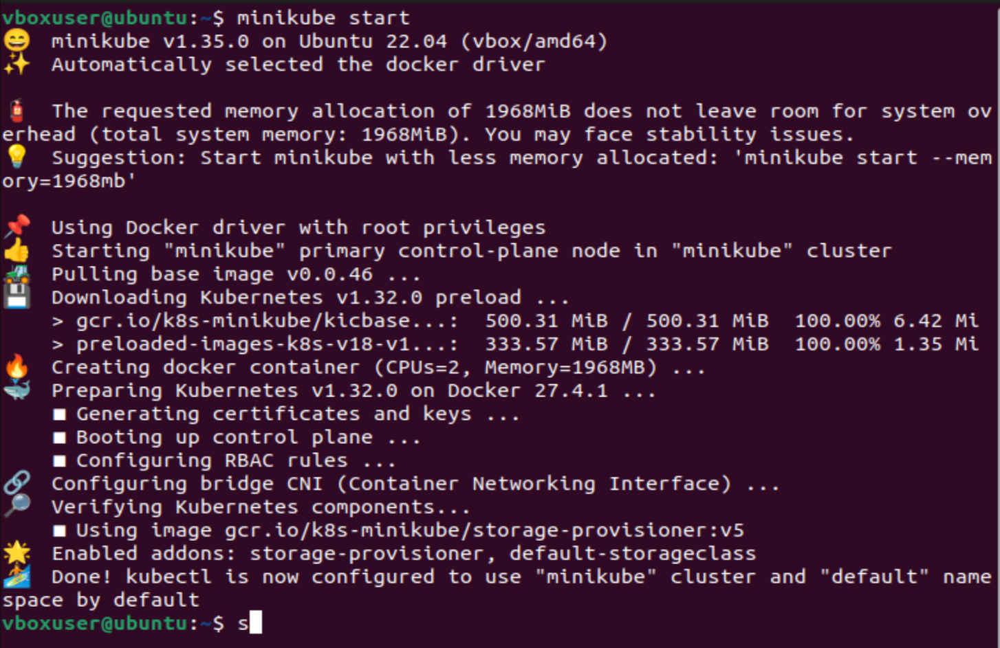 vboxuser@ubuntu:~$ minikube start
😄  minikube v1.35.0 on Ubuntu 22.04 (vbox/amd64)
✨  Automatically selected the docker driver
🧯  The requested memory allocation of 1968MiB does not leave room for system ov
erhead (total system memory: 1968MiB). You may face stability issues.
💡  Suggestion: Start minikube with less memory allocated: 'minikube start --mem
ory=1968mb'
📌  Using Docker driver with root privileges
👍  Starting "minikube" primary control-plane node in "minikube" cluster
🚜  Pulling base image v0.0.46 ...
💾  Downloading Kubernetes v1.32.0 preload ...
    > gcr.io/k8s-minikube/kicbase...:  500.31 MiB / 500.31 MiB  100.00% 6.42 Mi
    > preloaded-images-k8s-v18-v1...:  333.57 MiB / 333.57 MiB  100.00% 1.35 Mi
🔥  Creating docker container (CPUs=2, Memory=1968MB) ...
🐳  Preparing Kubernetes v1.32.0 on Docker 27.4.1 ...
    ■ Generating certificates and keys ...
    ■ Booting up control plane ...
    ■ Configuring RBAC rules ...
🔗  Configuring bridge CNI (Container Networking Interface) ...
🔎  Verifying Kubernetes components...
    ■ Using image gcr.io/k8s-minikube/storage-provisioner:v5
🌟  Enabled addons: storage-provisioner, default-storageclass
🏄  Done! kubectl is now configured to use "minikube" cluster and "default" name
space by default
vboxuser@ubuntu:~$ s